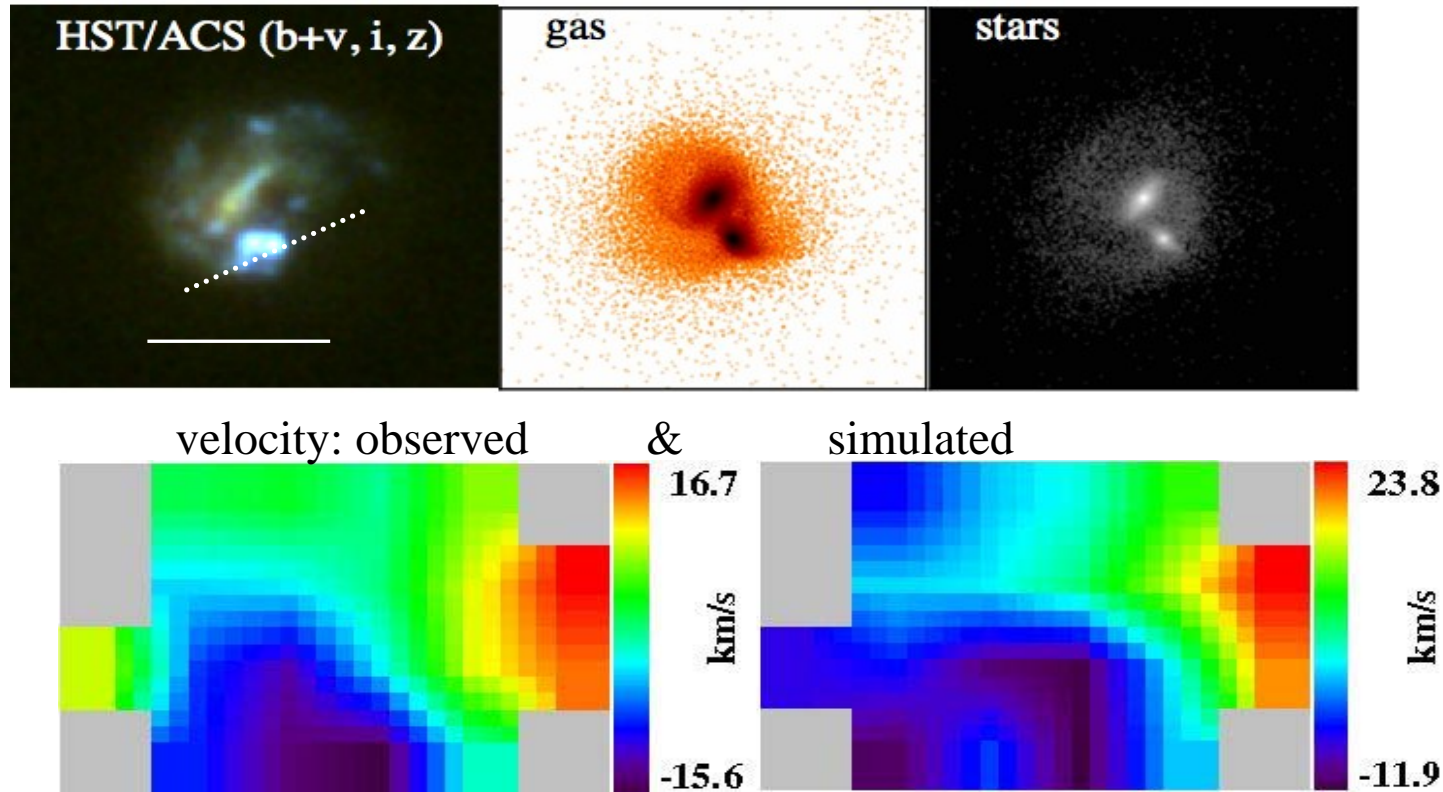 HST/ACS (b+v, i, z)
gas
stars
velocity: observed & simulated
16.7
km/s
-15.6
23.8
km/s
-11.9